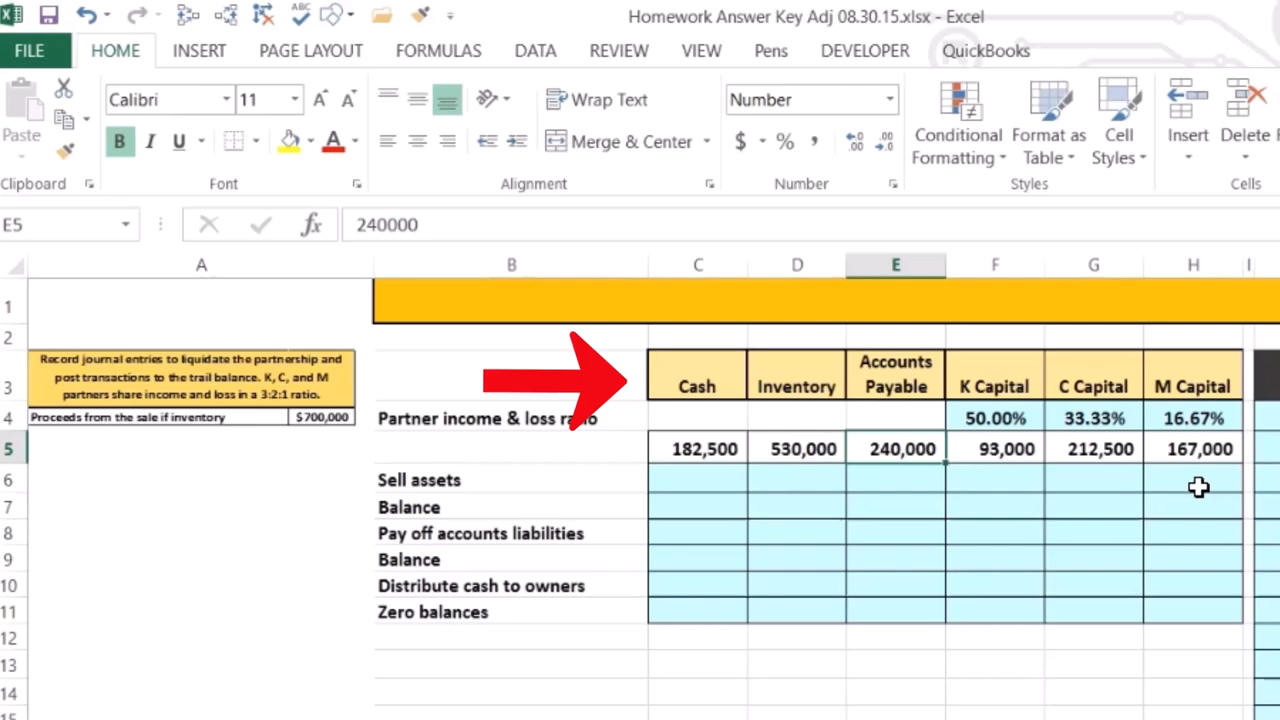 Homework Answer Key Adj 08.30.15.xlsx - Excel
FILE HOME INSERT PAGE LAYOUT FORMULAS DATA REVIEW VIEW Pens DEVELOPER QuickBooks
Calibri 11 Wrap Text Number
Paste B I U A Merge & Center $ % , Conditional Formatting Format as Table Cell Styles Insert Delete
Clipboard Font Alignment Number Styles Cells
E5 fx 240000
A B C D E F G H I
1
2
Record journal entries to liquidate the partnership and
post transactions to the trail balance. K, C, and M
partners share income and loss in a 3:2:1 ratio.
3 Cash Inventory Accounts Payable K Capital C Capital M Capital
4 Proceeds from the sale if inventory $700,000 Partner income & loss ratio 50.00% 33.33% 16.67%
5 182,500 530,000 240,000 93,000 212,500 167,000
6 Sell assets
7 Balance
8 Pay off accounts liabilities
9 Balance
10 Distribute cash to owners
11 Zero balances
12
13
14
15